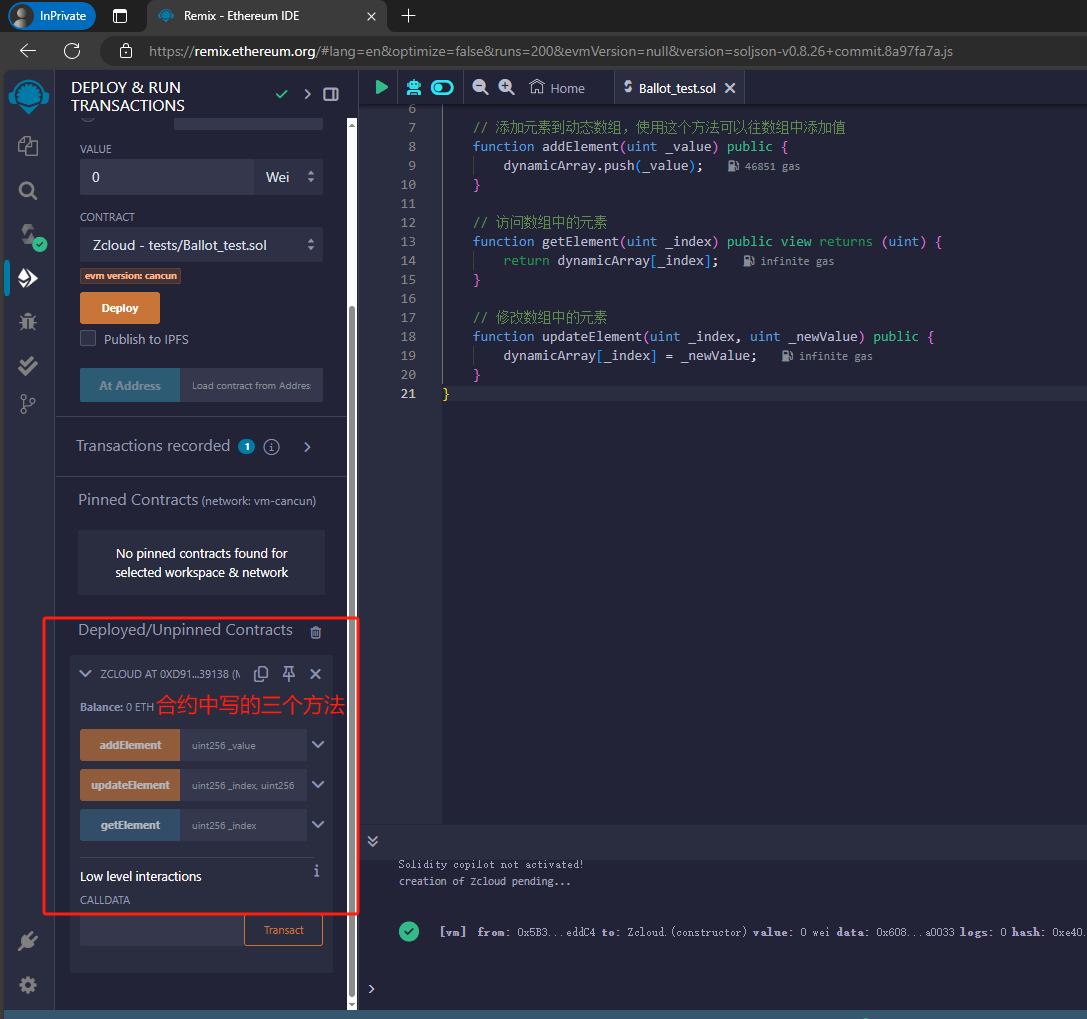 InPrivate
Remix - Ethereum IDE
https://remix.ethereum.org/#lang=en&optimize=false&runs=200&evmVersion=null&version=soljson-v0.8.26+commit.8a97fa7a.js
DEPLOY & RUN
TRANSACTIONS
VALUE
0
Wei
CONTRACT
Zcloud - tests/Ballot_test.sol
evm version: cancun
Deploy
Publish to IPFS
At Address
Load contract from Addres
Transactions recorded 1 i
Pinned Contracts (network: vm-cancun)
No pinned contracts found for
selected workspace & network
Deployed/Unpinned Contracts
ZCLOUD AT 0XD91...39138 (M
Balance: 0 ETH
合约中写的三个方法
addElement uint256 _value
updateElement uint256 _index, uint256
getElement uint256 _index
Low level interactions i
CALLDATA
Transact
Home
Ballot_test.sol
6
7 // 添加元素到动态数组，使用这个方法可以往数组中添加值
8 function addElement(uint _value) public {
9 dynamicArray.push(_value); 46851 gas
10 }
11
12 // 访问数组中的元素
13 function getElement(uint _index) public view returns (uint) {
14 return dynamicArray[_index]; infinite gas
15 }
16
17 // 修改数组中的元素
18 function updateElement(uint _index, uint _newValue) public {
19 dynamicArray[_index] = _newValue; infinite gas
20 }
21 }
Solidity copilot not activated!
creation of Zcloud pending...
[vm] from: 0x5B3...eddC4 to: Zcloud.(constructor) value: 0 wei data: 0x608...a0033 logs: 0 hash: 0xe40.
>